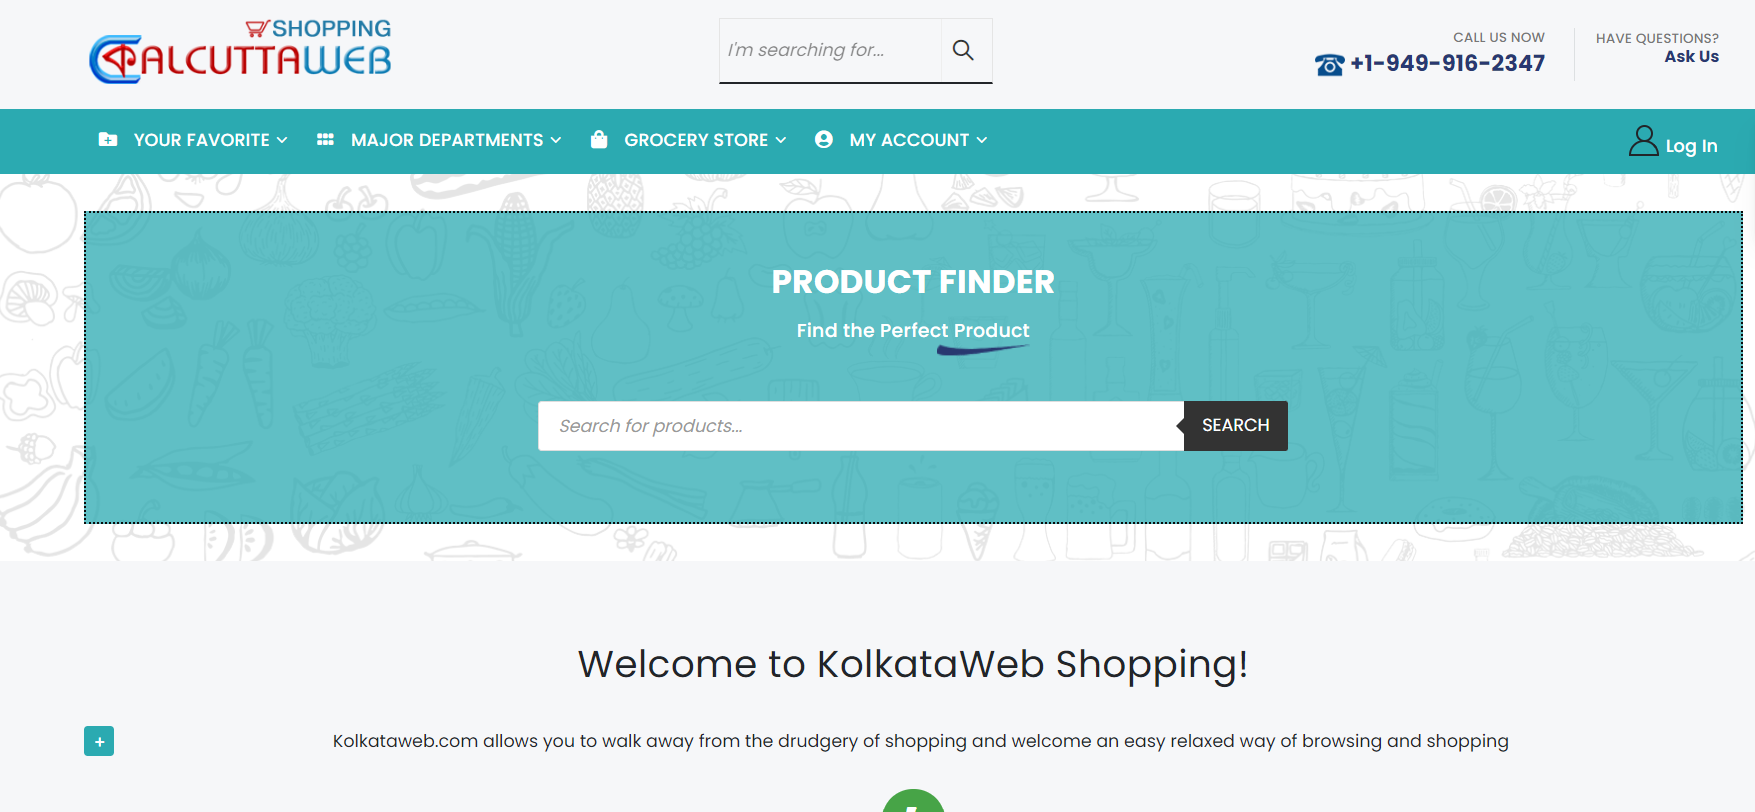 SHOPPING
CALCUTTAWEB
I'm searching for...
CALL US NOW
+1-949-916-2347
HAVE QUESTIONS?
Ask Us
YOUR FAVORITE
MAJOR DEPARTMENTS
GROCERY STORE
MY ACCOUNT
Log In
PRODUCT FINDER
Find the Perfect Product
Search for products...
SEARCH
Welcome to KolkataWeb Shopping!
+
Kolkataweb.com allows you to walk away from the drudgery of shopping and welcome an easy relaxed way of browsing and shopping